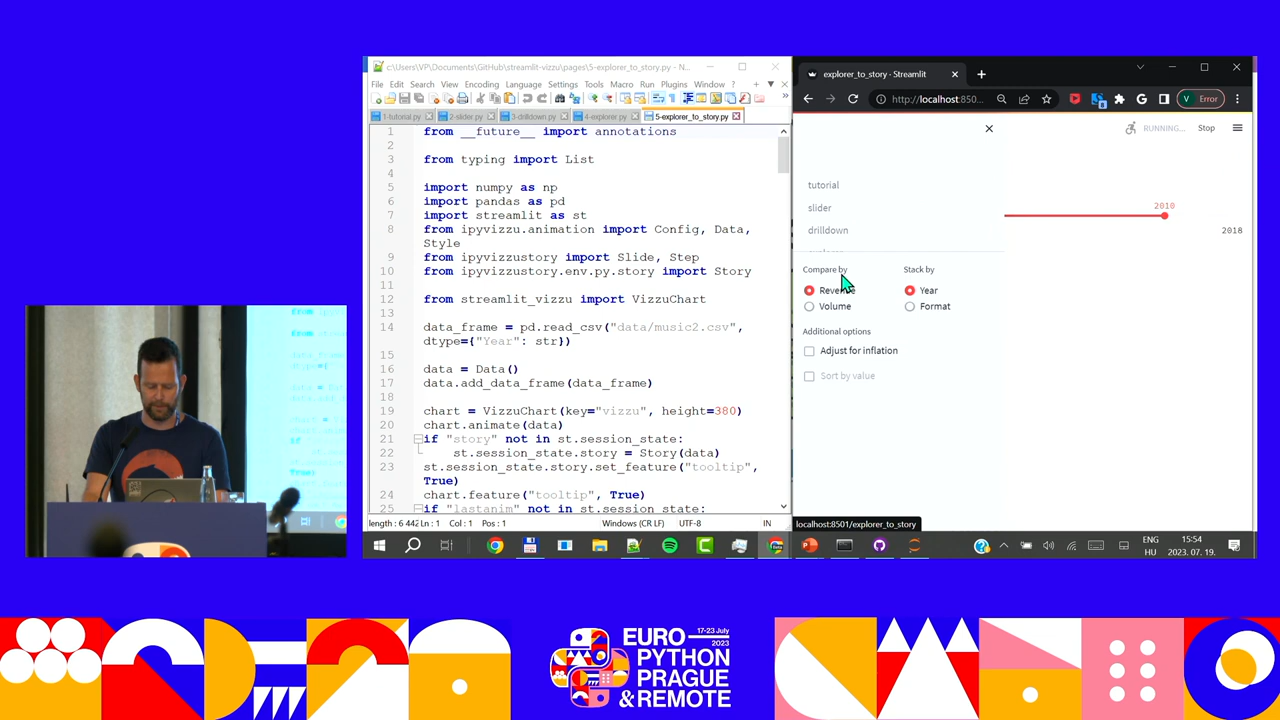 c:\Users\VP\Documents\GitHub\streamlit-vizzu\pages\5-explorer_to_story.py - N...
File Edit Search View Encoding Language Settings Tools Macro Run Plugins Window ?
1-tutorial.py 2-slider.py 3-drilldown.py 4-explorer.py 5-explorer_to_story.py
1 from __future__ import annotations
2
3 from typing import List
4
5 import numpy as np
6 import pandas as pd
7 import streamlit as st
8 from ipyvizzu.animation import Config, Data,
Style
9 from ipyvizzustory import Slide, Step
10 from ipyvizzustory.env.py.story import Story
11
12 from streamlit_vizzu import VizzuChart
13
14 data_frame = pd.read_csv("data/music2.csv",
dtype={"Year": str})
15
16 data = Data()
17 data.add_data_frame(data_frame)
18
19 chart = VizzuChart(key="vizzu", height=380)
20 chart.animate(data)
21 if "story" not in st.session_state:
22 st.session_state.story = Story(data)
23 st.session_state.story.set_feature("tooltip",
True)
24 chart.feature("tooltip", True)
25 if "lastanim" not in st.session_state:
length : 6 442 Ln : 1 Col : 1 Pos : 1 Windows (CR LF) UTF-8 IN
explorer_to_story · Streamlit
http://localhost:850...
V Error
RUNNING... Stop
tutorial
slider
drilldown
2010
2018
Compare by Stack by
Revenue Year
Volume Format
Additional options
Adjust for inflation
Sort by value
localhost:8501/explorer_to_story
ENG 15:54
HU 2023. 07. 19.
EURO 17-23 July
2023
PYTHON
PRAGUE
& REMOTE